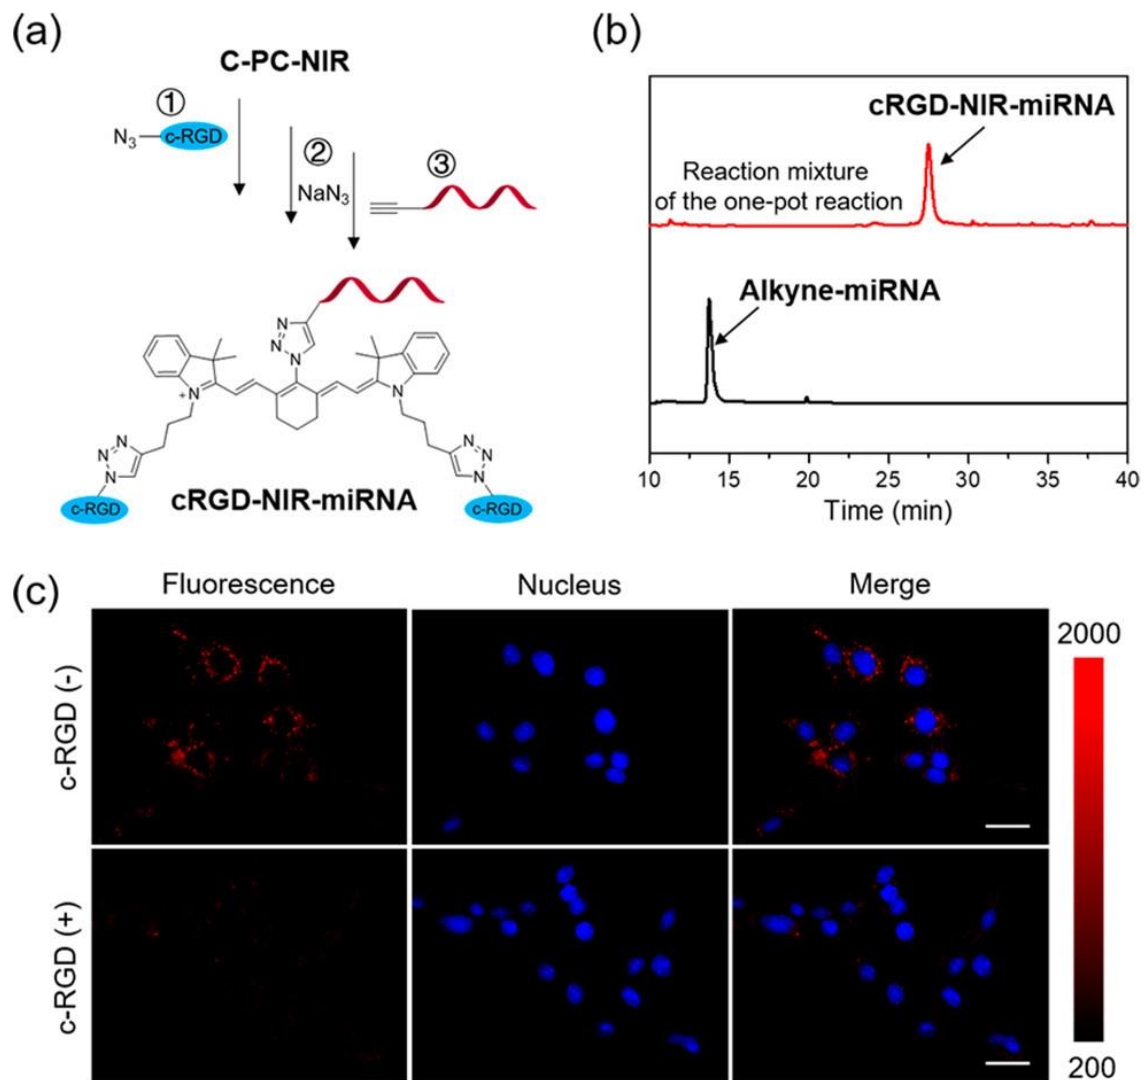 (a)
C-PC-NIR
①
N₃
c-RGD
②
NaN₃
③
N
N
N
N
+
N
N
N
N
N
N
N
c-RGD
cRGD-NIR-miRNA
c-RGD
(b)
cRGD-NIR-miRNA
Reaction mixture
of the one-pot reaction
Alkyne-miRNA
10 15 20 25 30 35 40
Time (min)
(c)
Fluorescence Nucleus Merge
c-RGD (-)
c-RGD (+)
2000
200